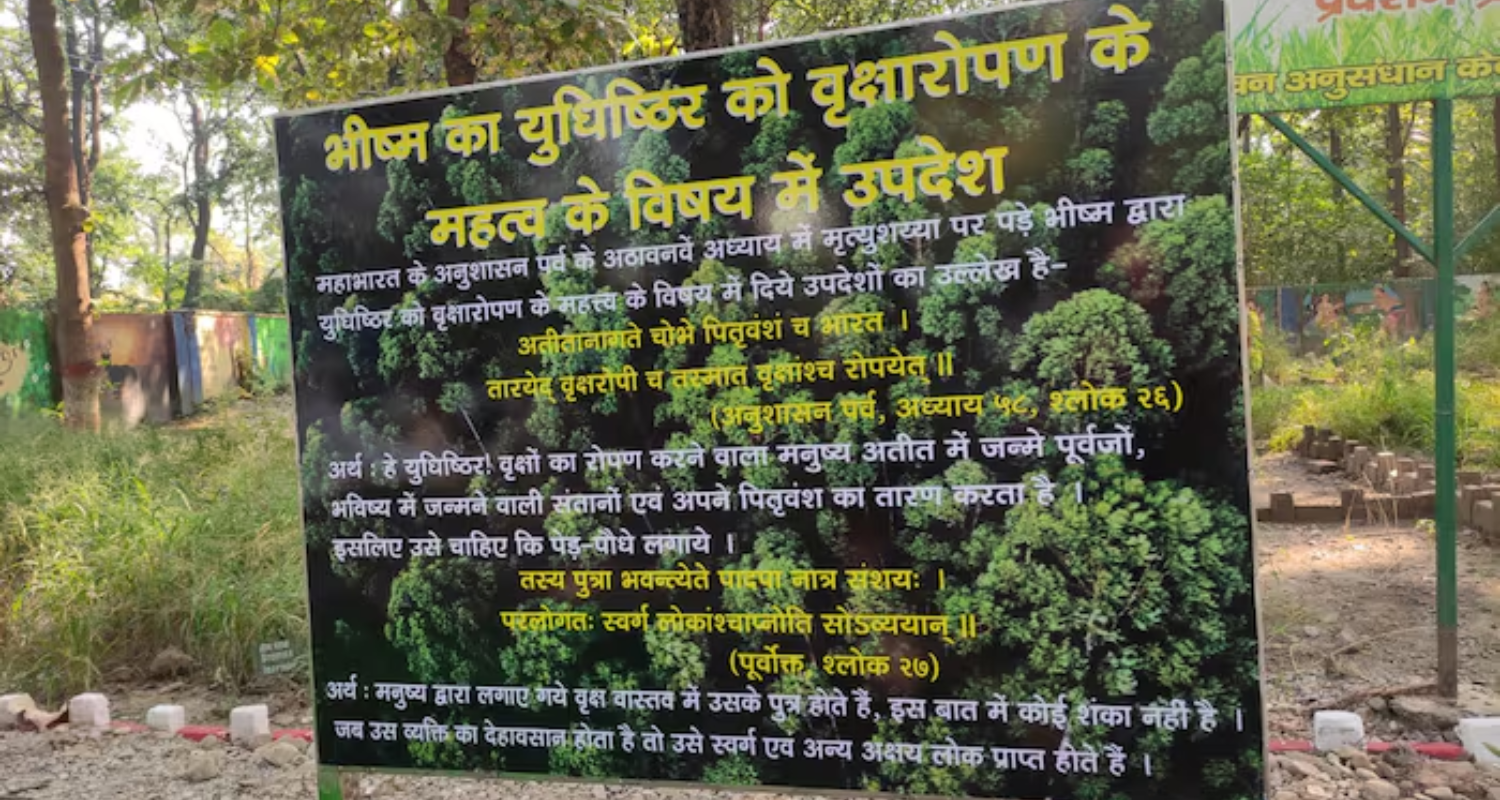 भीष्म का युधिष्ठिर को वृक्षारोपण के
महत्व के विषय में उपदेश
महाभारत के अनुशासन पर्व के अठावनवें अध्याय में मृत्युशय्या पर पड़े भीष्म द्वारा
युधिष्ठिर को वृक्षारोपण के महत्त्व के विषय में दिये उपदेशों का उल्लेख है-
अतीतानागते चोभे पितृवंशं च भारत ।
तारयेद् वृक्षरोपी च तस्मात् वृक्षांश्च रोपयेत् ॥
(अनुशासन पर्व, अध्याय ५८, श्लोक २६)
अर्थ : हे युधिष्ठिर! वृक्षों का रोपण करने वाला मनुष्य अतीत में जन्मे पूर्वजों,
भविष्य में जन्मने वाली संतानों एवं अपने पितृवंश का तारण करता है ।
इसलिए उसे चाहिए कि पेड़-पौधे लगाये ।
तस्य पुत्रा भवन्त्येते पादपा नात्र संशयः ।
परलोगतः स्वर्ग लोकांश्चाप्नोति सोऽव्ययान् ॥
(पूर्वोक्त, श्लोक २७)
अर्थ : मनुष्य द्वारा लगाए गये वृक्ष वास्तव में उसके पुत्र होते हैं, इस बात में कोई शंका नहीं है ।
जब उस व्यक्ति का देहावसान होता है तो उसे स्वर्ग एव अन्य अक्षय लोक प्राप्त होते हैं ।
अनुसंधान